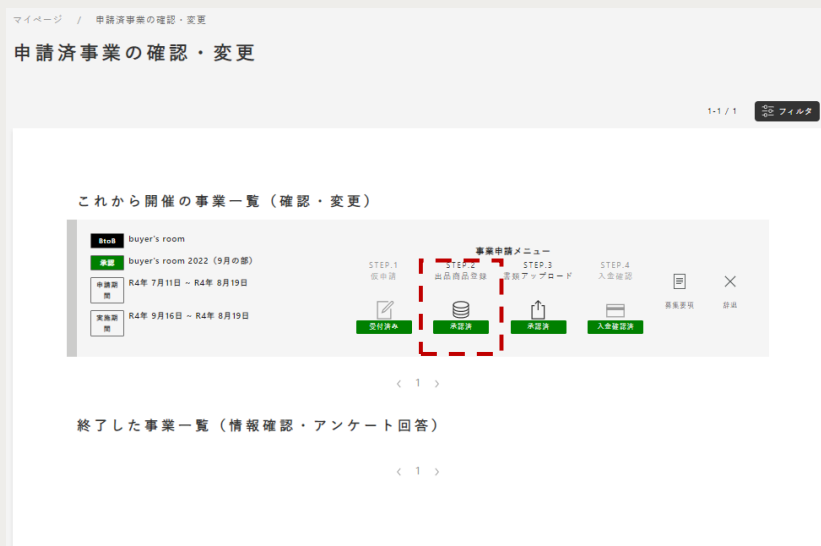 マイページ / 申請済事業の確認・変更
申請済事業の確認・変更
1-1 / 1 フィルタ
これから開催の事業一覧（確認・変更）
BtoB buyer's room
承認 buyer's room 2022（9月の部）
申請期間 R4年 7月11日 ~ R4年 8月19日
実施期間 R4年 9月16日 ~ R4年 8月19日
事業申請メニュー
STEP.1 STEP.2 STEP.3 STEP.4
仮申請 出品商品登録 書類アップロード 入金確認
受付済み 承認済 承認済 入金確認済
募集要項 辞退
< 1 >
終了した事業一覧（情報確認・アンケート回答）
< 1 >